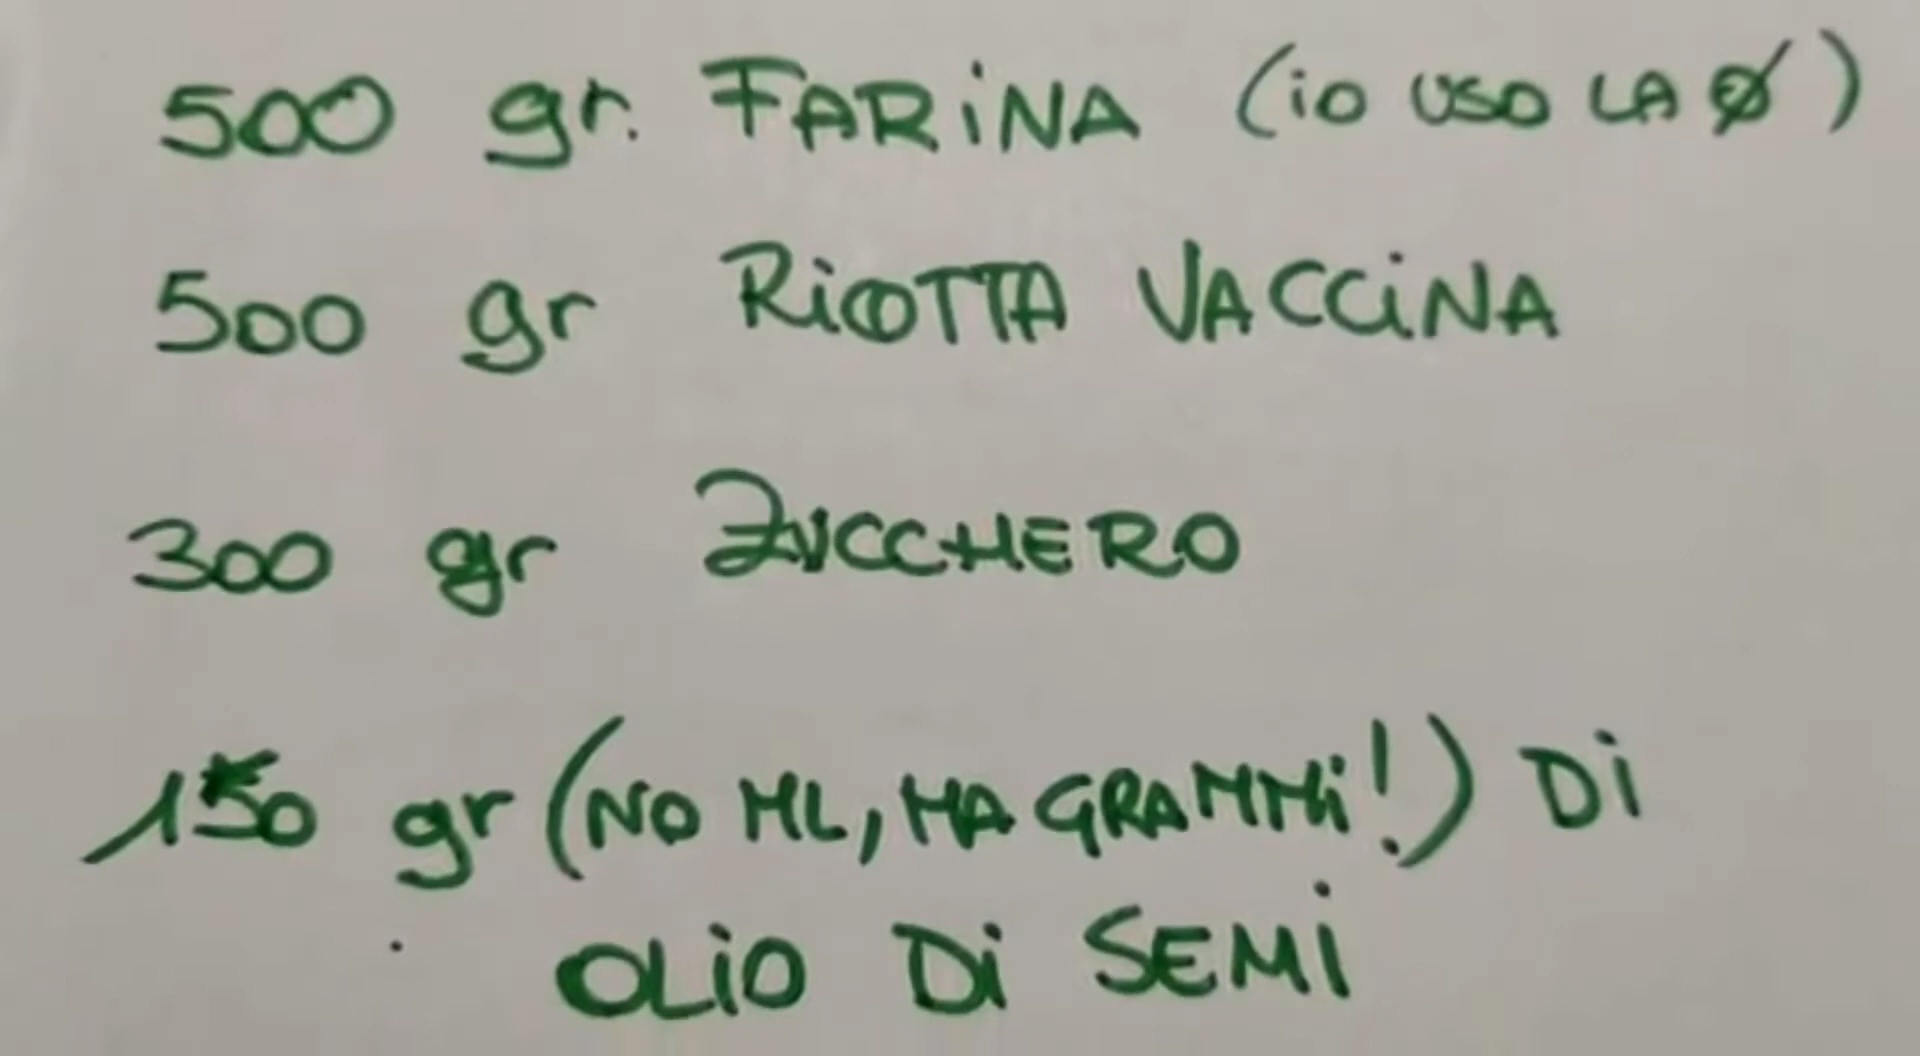 500 gr. FARiNA (io USO LA Ø)
500 gr RiCOTTA VACCiNA
300 gr ZUCCHERO
150 gr (NO ML, MA GRAMMi!) Di
OLiO Di SEMi